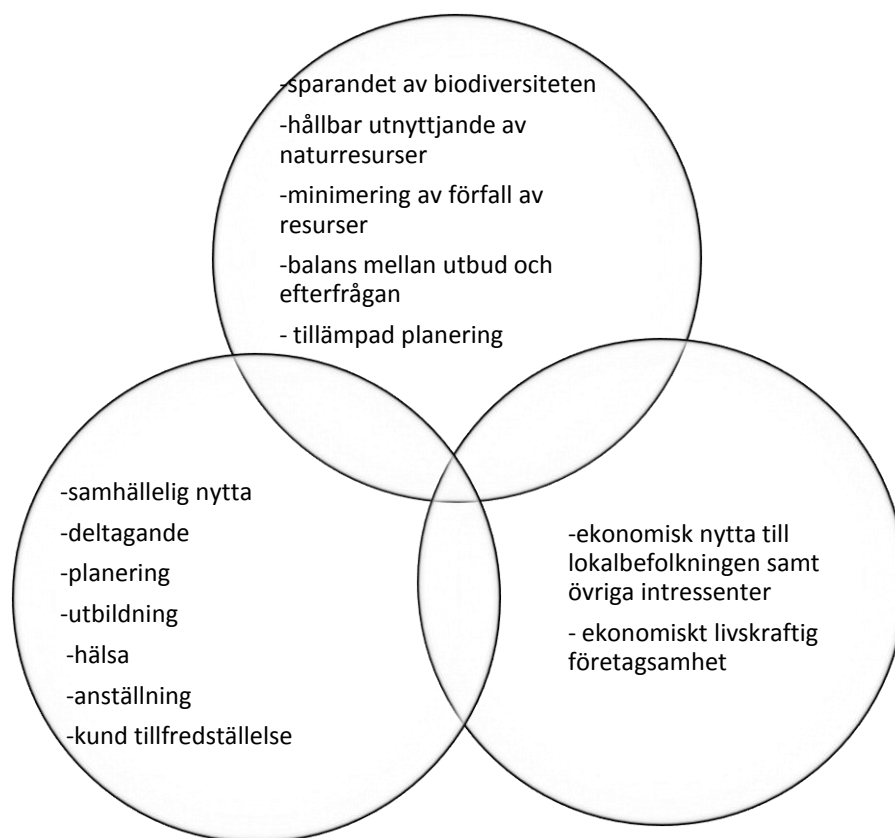 -sparandet av biodiversiteten
-hållbar utnyttjande av
naturresurser
-minimering av förfall av
resurser
-balans mellan utbud och
efterfrågan
- tillämpad planering
-samhällelig nytta
-deltagande
-planering
-utbildning
-hälsa
-anställning
-kund tillfredställelse
-ekonomisk nytta till
lokalbefolkningen samt
övriga intressenter
- ekonomiskt livskraftig
företagsamhet